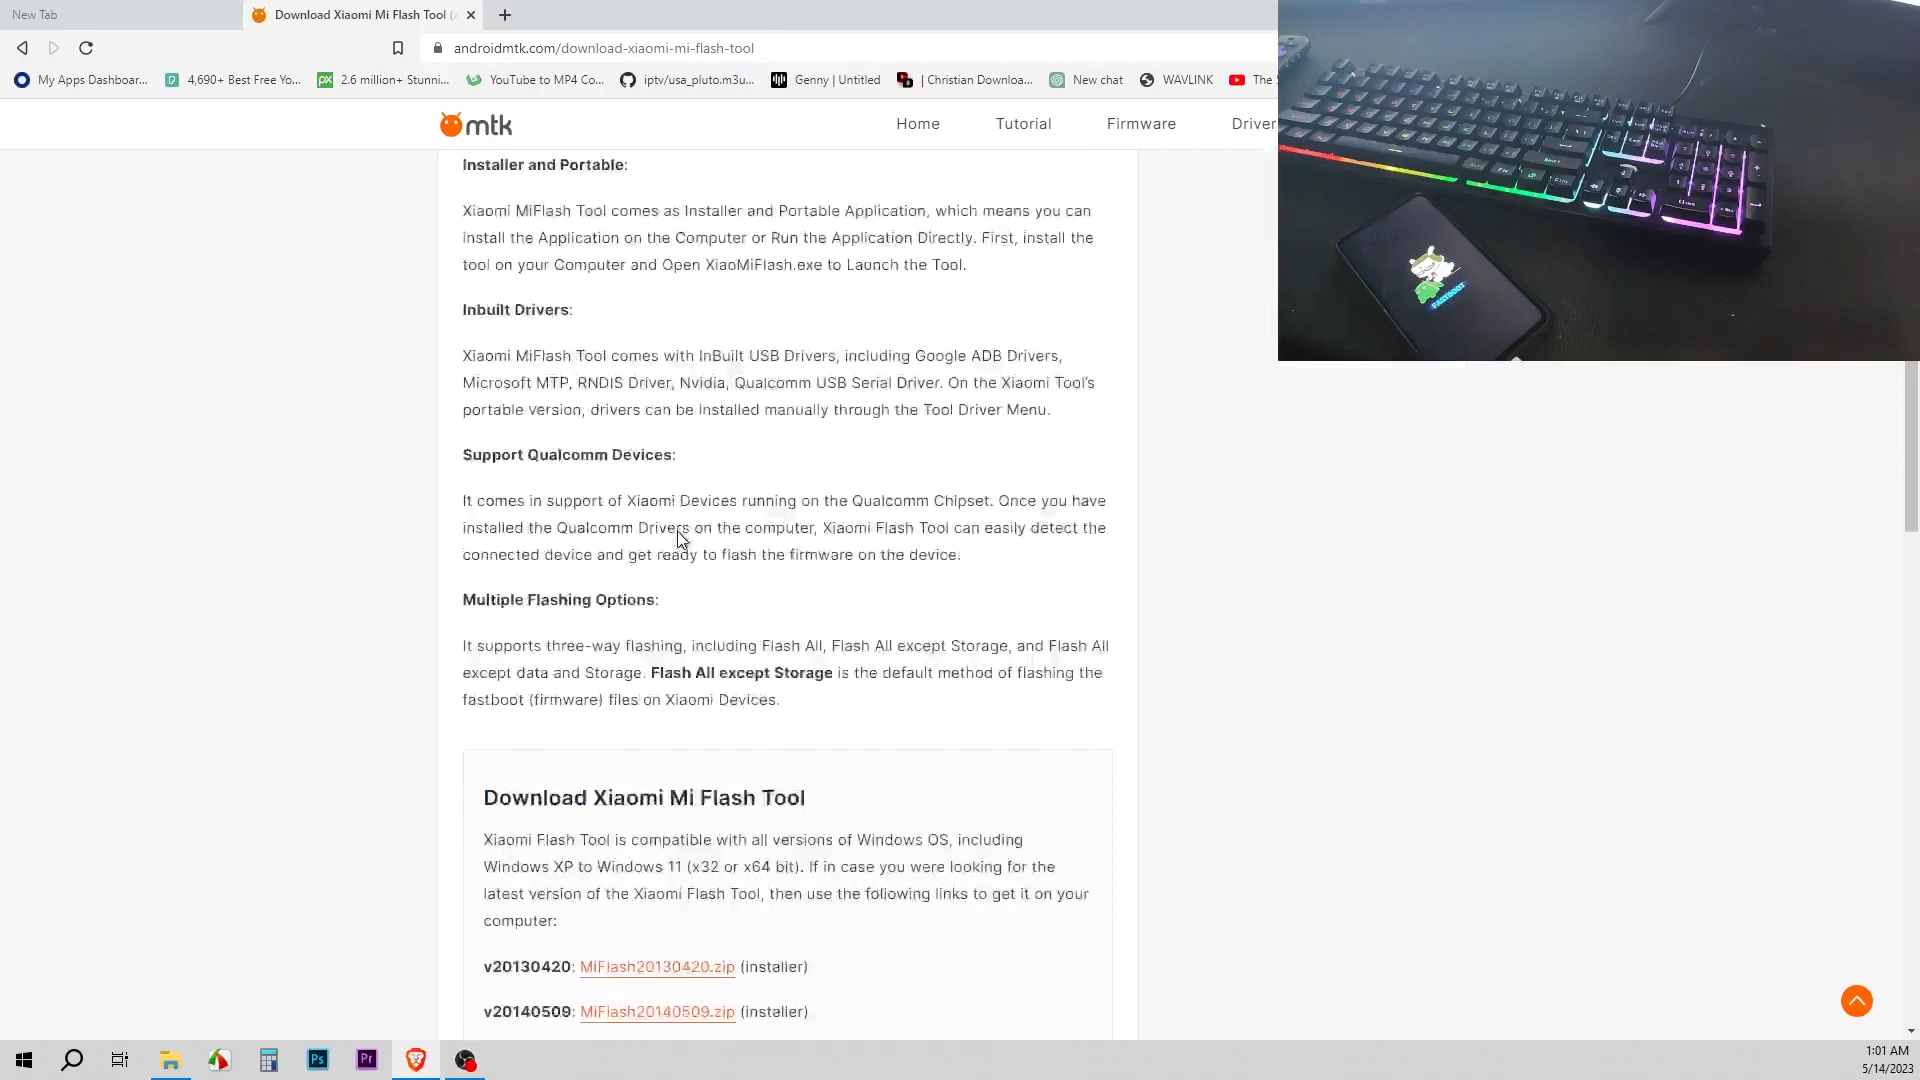 New Tab
Download Xiaomi Mi Flash Tool (
androidmtk.com/download-xiaomi-mi-flash-tool
My Apps Dashboar...
4,690+ Best Free Yo...
2.6 million+ Stunni...
YouTube to MP4 Co...
iptv/usa_pluto.m3u...
Genny | Untitled
| Christian Downloa...
New chat
WAVLINK
The
mtk
Home
Tutorial
Firmware
Driver
Installer and Portable:
Xiaomi MiFlash Tool comes as Installer and Portable Application, which means you can
install the Application on the Computer or Run the Application Directly. First, install the
tool on your Computer and Open XiaoMiFlash.exe to Launch the Tool.
Inbuilt Drivers:
Xiaomi MiFlash Tool comes with InBuilt USB Drivers, including Google ADB Drivers,
Microsoft MTP, RNDIS Driver, Nvidia, Qualcomm USB Serial Driver. On the Xiaomi Tool's
portable version, drivers can be installed manually through the Tool Driver Menu.
Support Qualcomm Devices:
It comes in support of Xiaomi Devices running on the Qualcomm Chipset. Once you have
installed the Qualcomm Drivers on the computer, Xiaomi Flash Tool can easily detect the
connected device and get ready to flash the firmware on the device.
Multiple Flashing Options:
It supports three-way flashing, including Flash All, Flash All except Storage, and Flash All
except data and Storage. Flash All except Storage is the default method of flashing the
fastboot (firmware) files on Xiaomi Devices.
Download Xiaomi Mi Flash Tool
Xiaomi Flash Tool is compatible with all versions of Windows OS, including
Windows XP to Windows 11 (x32 or x64 bit). If in case you were looking for the
latest version of the Xiaomi Flash Tool, then use the following links to get it on your
computer:
v20130420: MiFlash20130420.zip (installer)
v20140509: MiFlash20140509.zip (installer)
FASTBOOT
Ps
Pr
1:01 AM
5/14/2023